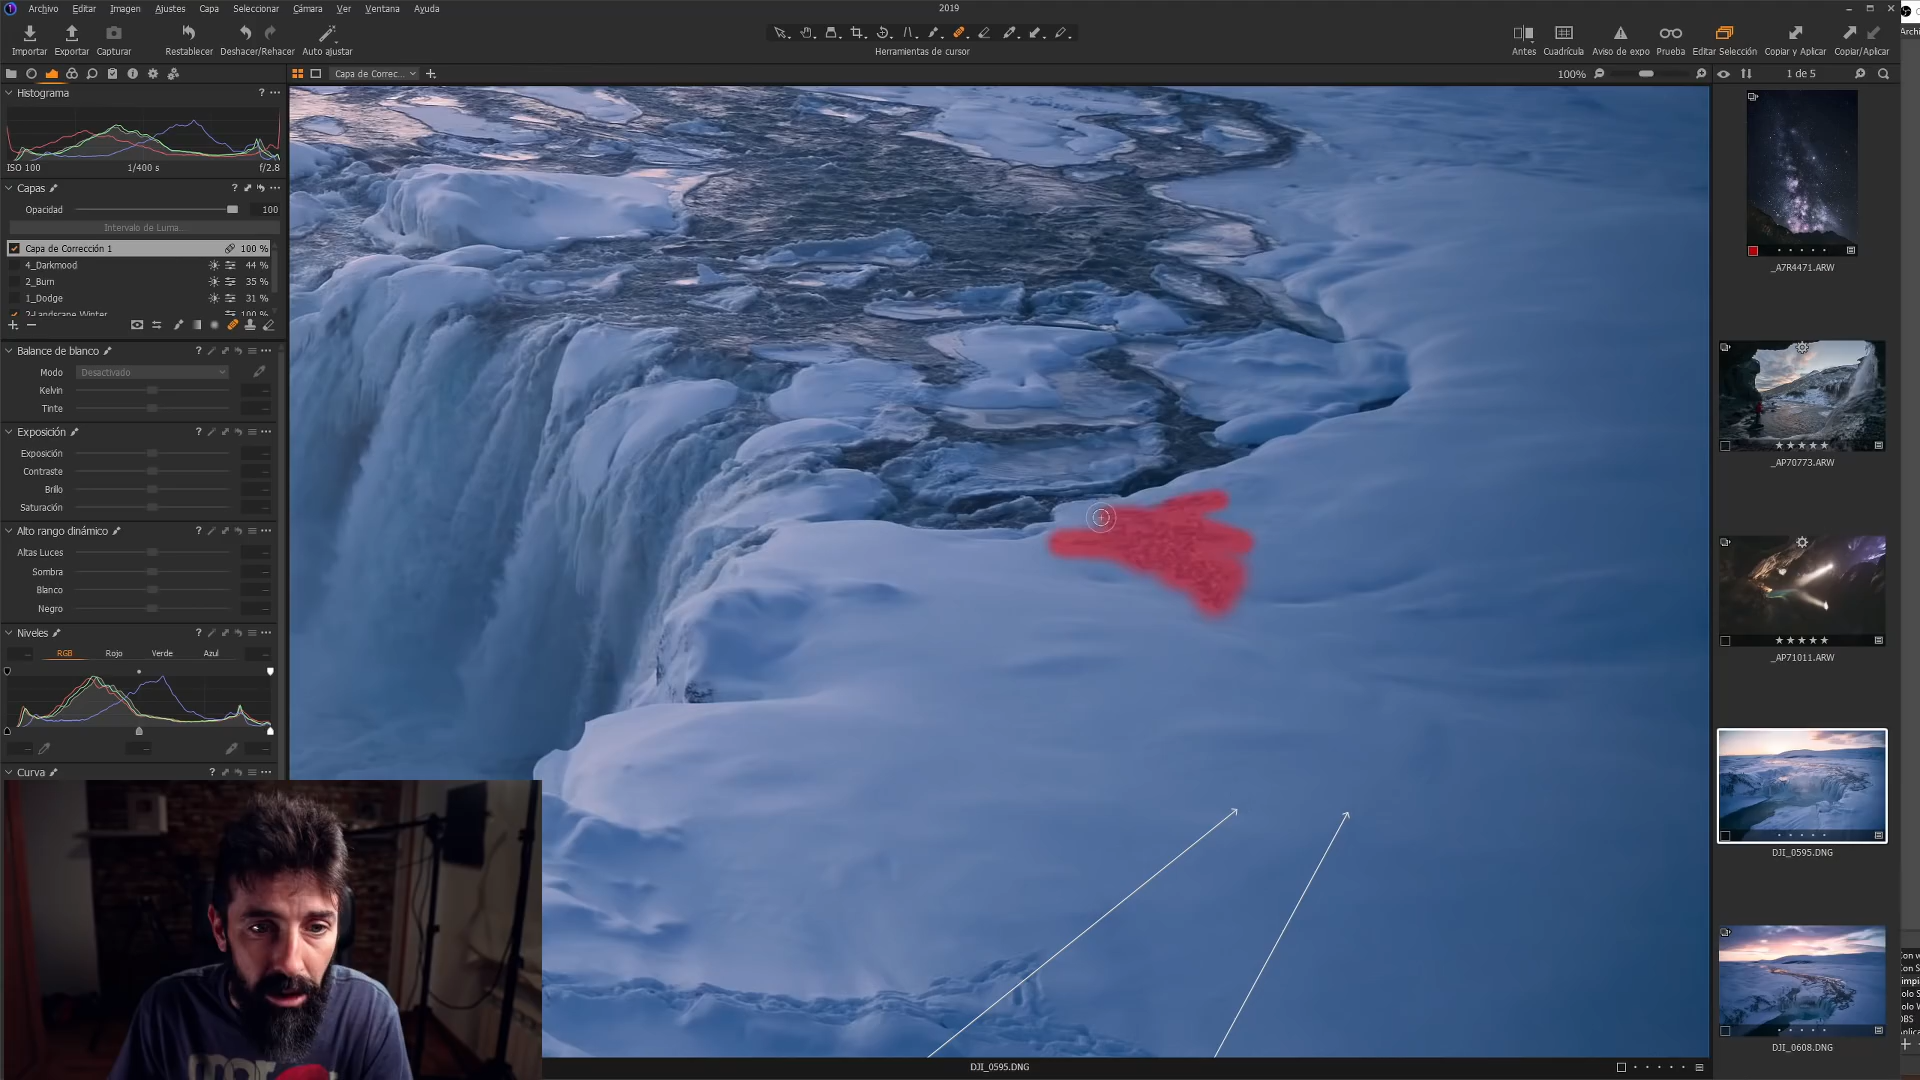 Archivo Editar Imagen Ajustes Capa Seleccionar Cámara Ver Ventana Ayuda
2019
Importar Exportar Capturar Restablecer Deshacer/Rehacer Auto ajustar
Herramientas de cursor
Antes Cuadrícula Aviso de expo Prueba Editar Selección Copiar y Aplicar Copiar/Aplicar
Capa de Correc...
100%
1 de 5
Histograma
ISO 100 1/400 s f/2.8
Capas
Opacidad 100
Intervalo de Luma...
Capa de Corrección 1 100 %
4_Darkmood 44 %
2_Burn 35 %
1_Dodge 31 %
2-Landscape Winter 100 %
Balance de blanco
Modo Desactivado
Kelvin
Tinte
Exposición
Exposición
Contraste
Brillo
Saturación
Alto rango dinámico
Altas Luces
Sombra
Blanco
Negro
Niveles
RGB Rojo Verde Azul
Curva
_A7R4471.ARW
_AP70773.ARW
_AP71011.ARW
DJI_0595.DNG
DJI_0608.DNG
DJI_0595.DNG